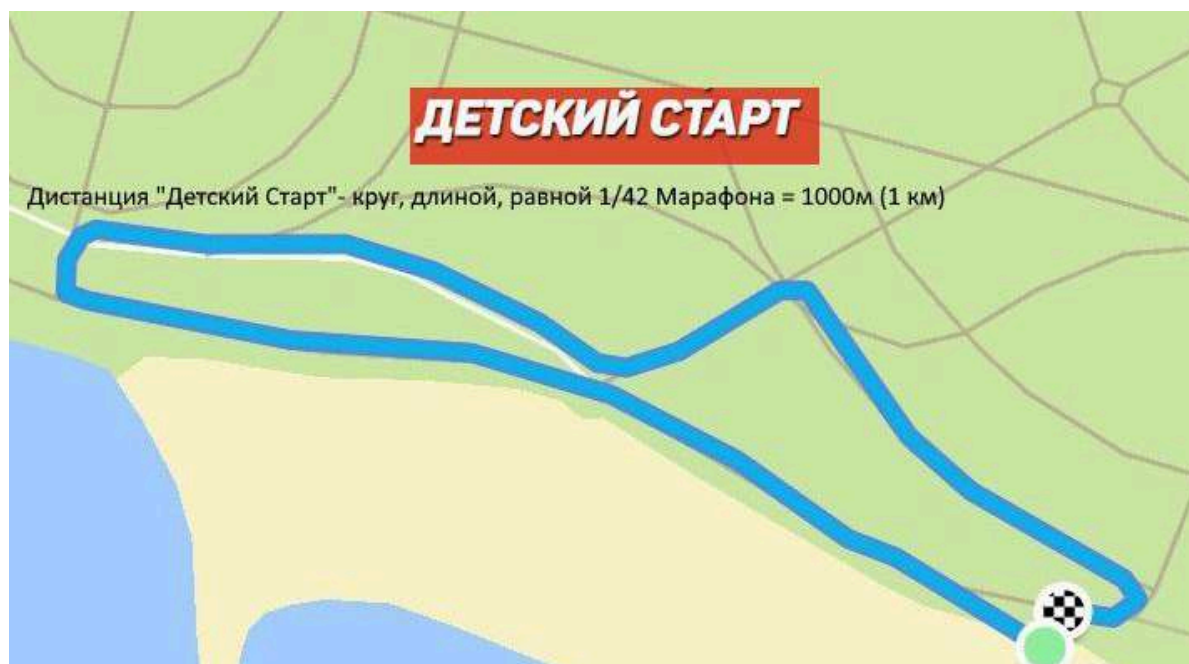 ДЕТСКИЙ СТАРТ
Дистанция "Детский Старт"- круг, длиной, равной 1/42 Марафона = 1000м (1 км)